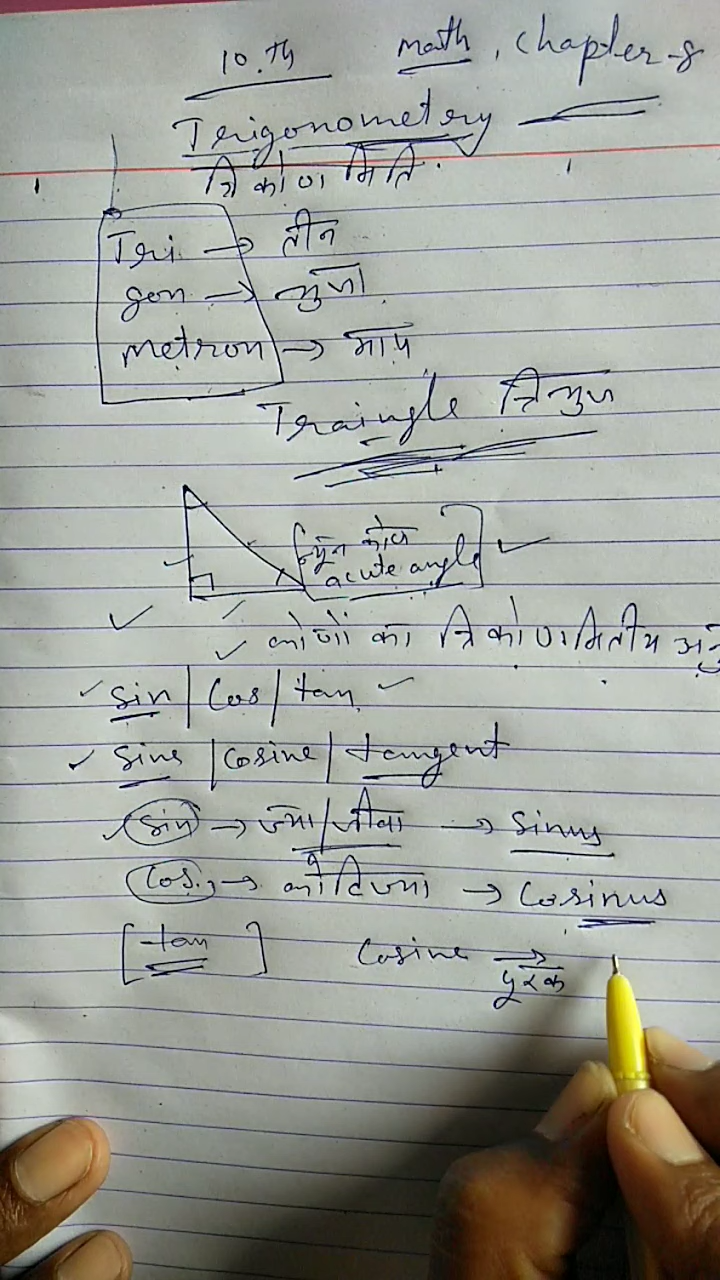 10.th math, chapter-8
Trigonometery
त्रिकोणमिति
Tri → तीन
gon → भुजा
metron → माप
Traingle त्रिभुज
न्यून कोण
acute angle
कोणों का त्रिकोणमितीय
sin | Cos | tan
Sine | Cosine | tangent
sin → ज्या/जीवा → Sinus
Cos. → कोटिज्या → Cosinus
[tan] Cosine →
पूरक